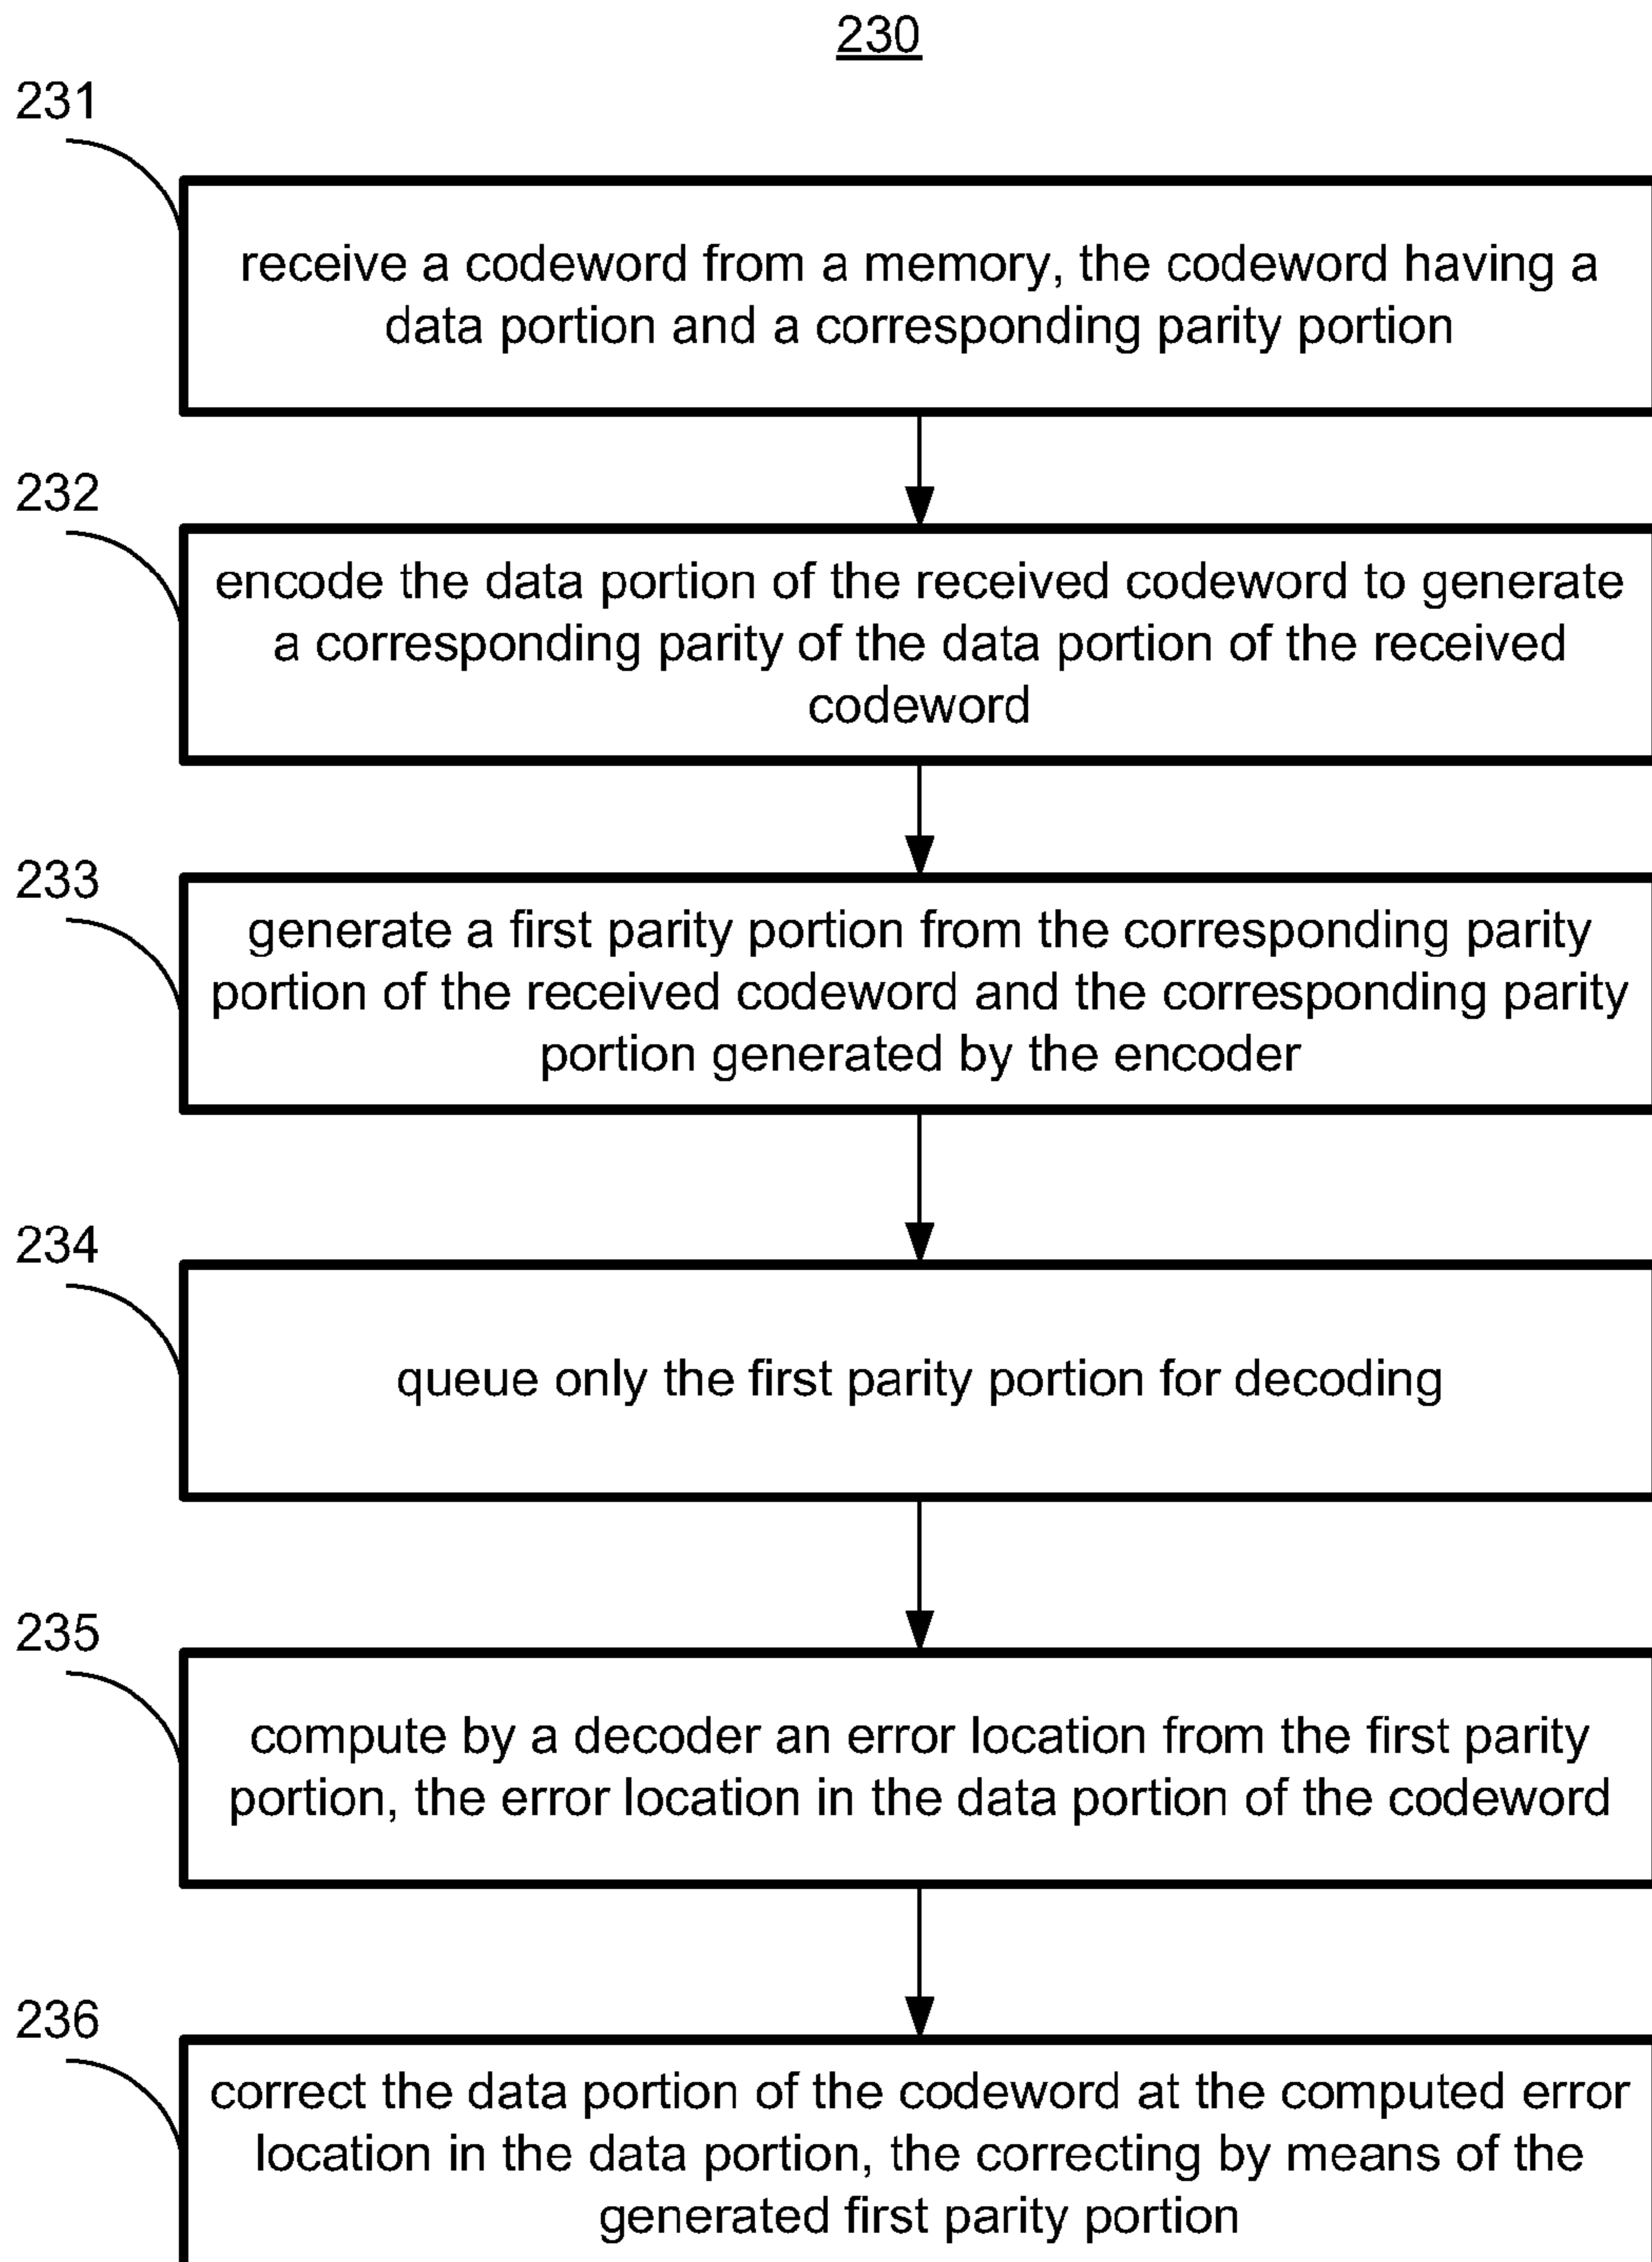 230
231
receive a codeword from a memory, the codeword having a
data portion and a corresponding parity portion
232
encode the data portion of the received codeword to generate
a corresponding parity of the data portion of the received
codeword
233
generate a first parity portion from the corresponding parity
portion of the received codeword and the corresponding parity
portion generated by the encoder
234
queue only the first parity portion for decoding
235
compute by a decoder an error location from the first parity
portion, the error location in the data portion of the codeword
236
correct the data portion of the codeword at the computed error
location in the data portion, the correcting by means of the
generated first parity portion